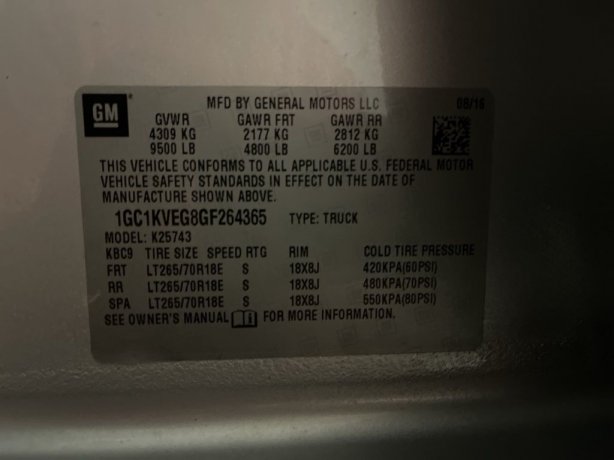 GM
MFD BY GENERAL MOTORS LLC 08/16
GVWR GAWR FRT GAWR RR
4309 KG 2177 KG 2812 KG
9500 LB 4800 LB 6200 LB
THIS VEHICLE CONFORMS TO ALL APPLICABLE U.S. FEDERAL MOTOR
VEHICLE SAFETY STANDARDS IN EFFECT ON THE DATE OF
MANUFACTURE SHOWN ABOVE.
1GC1KVEG8GF264365 TYPE: TRUCK
MODEL: K25743
KBC9 TIRE SIZE SPEED RTG RIM COLD TIRE PRESSURE
FRT LT265/70R18E S 18X8J 420KPA(60PSI)
RR LT265/70R18E S 18X8J 480KPA(70PSI)
SPA LT265/70R18E S 18X8J 550KPA(80PSI)
SEE OWNER'S MANUAL FOR MORE INFORMATION.